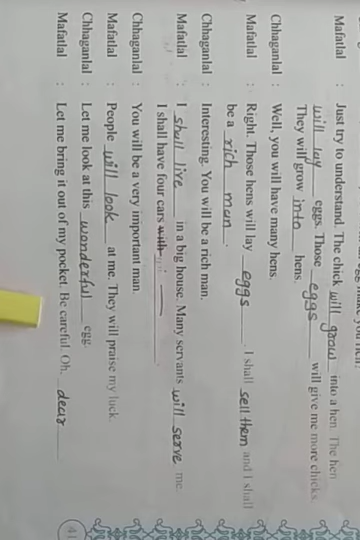 egg make you rich?
Mafatlal : Just try to understand. The chick will grow into a hen. The hen
will lay eggs. Those eggs will give me more chicks.
They will grow into hens.
Chhaganlal : Well, you will have many hens.
Mafatlal : Right. Those hens will lay eggs. I shall sell them and I shall
be a rich man.
Chhaganlal : Interesting. You will be a rich man.
Mafatlal : I shall live in a big house. Many servants will serve me.
I shall have four cars
Chhaganlal : You will be a very important man.
Mafatlal : People will look at me. They will praise my luck.
Chhaganlal : Let me look at this wonderful egg.
Mafatlal : Let me bring it out of my pocket. Be careful. Oh, dear
41